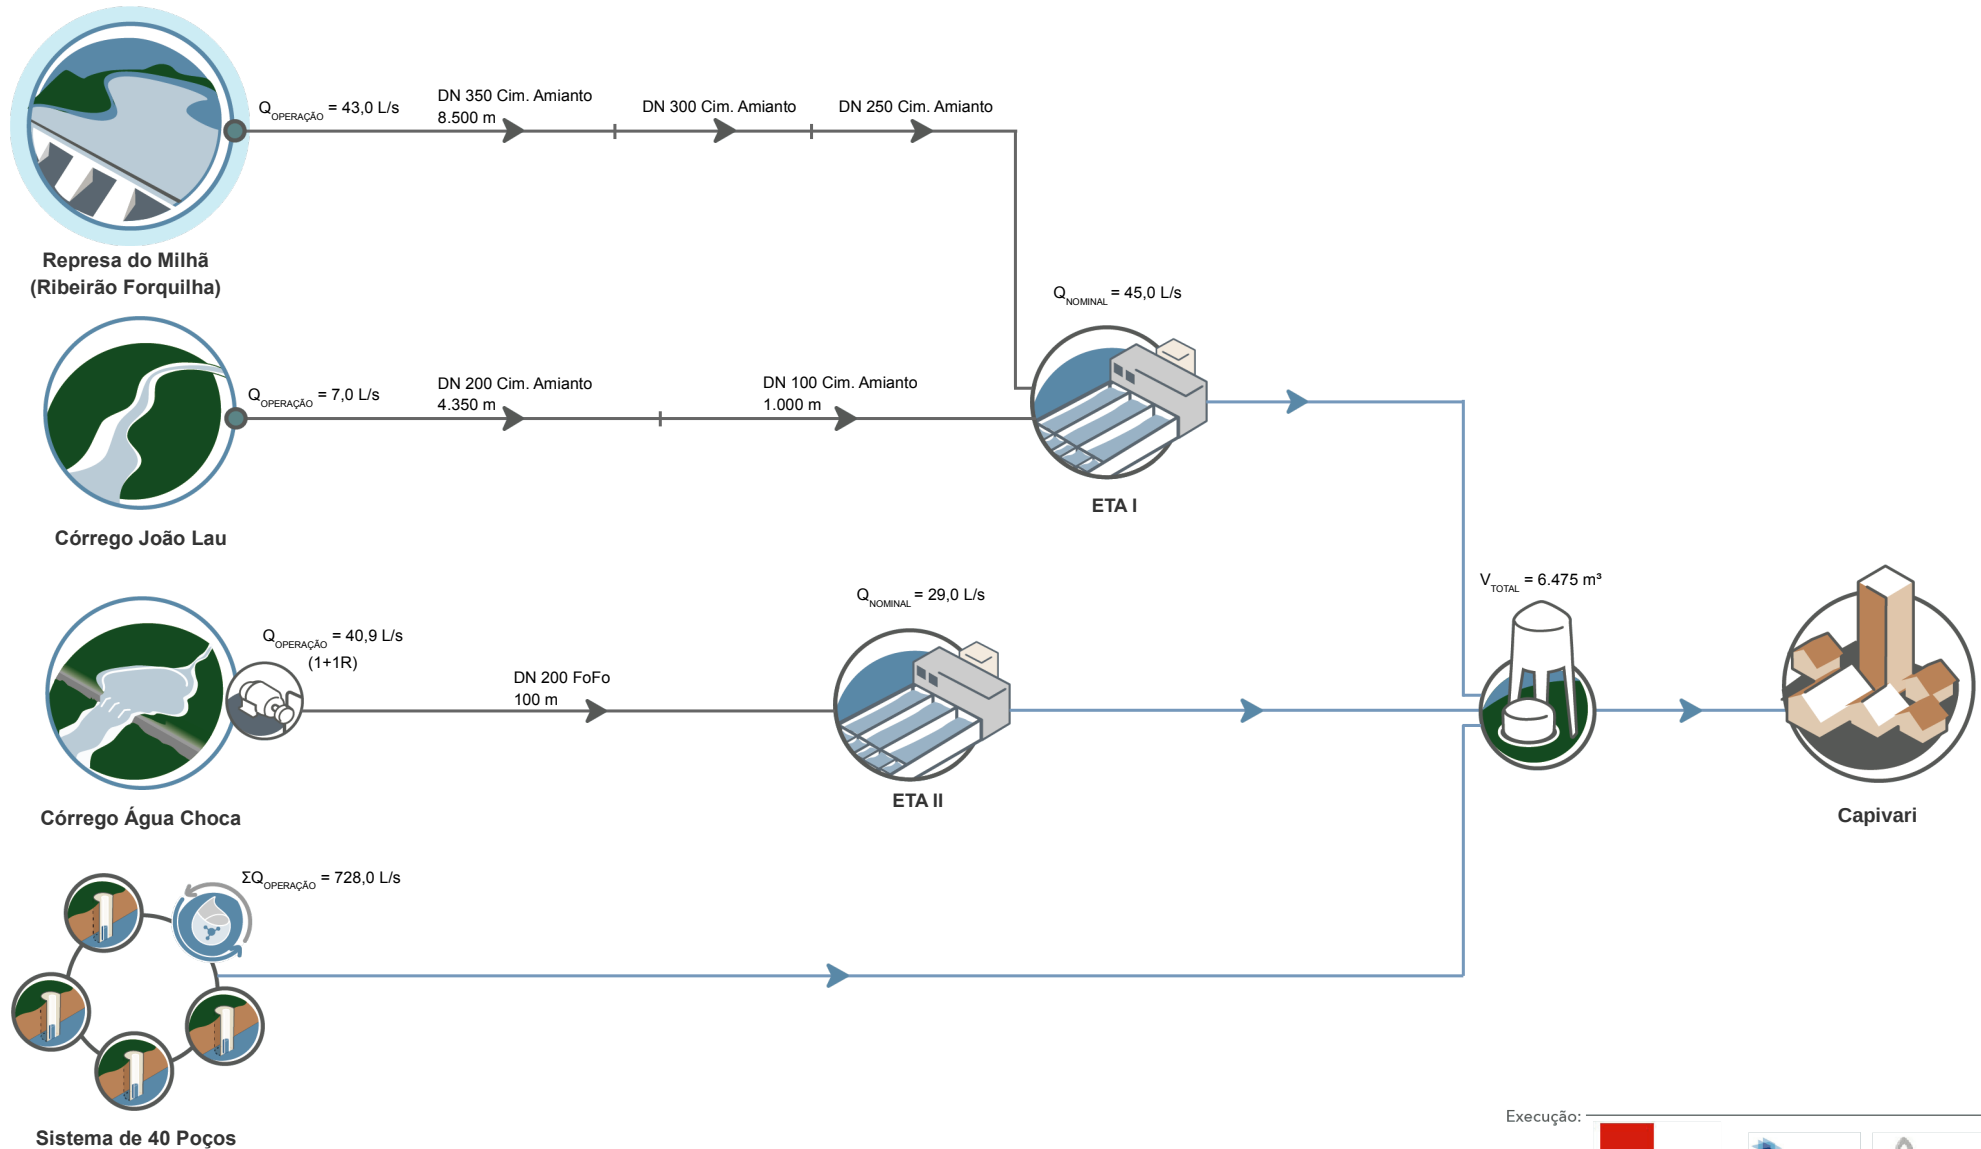 Q OPERAÇÃO = 43,0 L/s
DN 350 Cim. Amianto
8.500 m
DN 300 Cim. Amianto
DN 250 Cim. Amianto
Represa do Milhã
(Ribeirão Forquilha)
Q NOMINAL = 45,0 L/s
Q OPERAÇÃO = 7,0 L/s
DN 200 Cim. Amianto
4.350 m
DN 100 Cim. Amianto
1.000 m
ETA I
Córrego João Lau
Q OPERAÇÃO = 40,9 L/s
(1+1R)
DN 200 FoFo
100 m
Q NOMINAL = 29,0 L/s
ETA II
V TOTAL = 6.475 m³
Córrego Água Choca
Capivari
ΣQ OPERAÇÃO = 728,0 L/s
Sistema de 40 Poços
Execução: